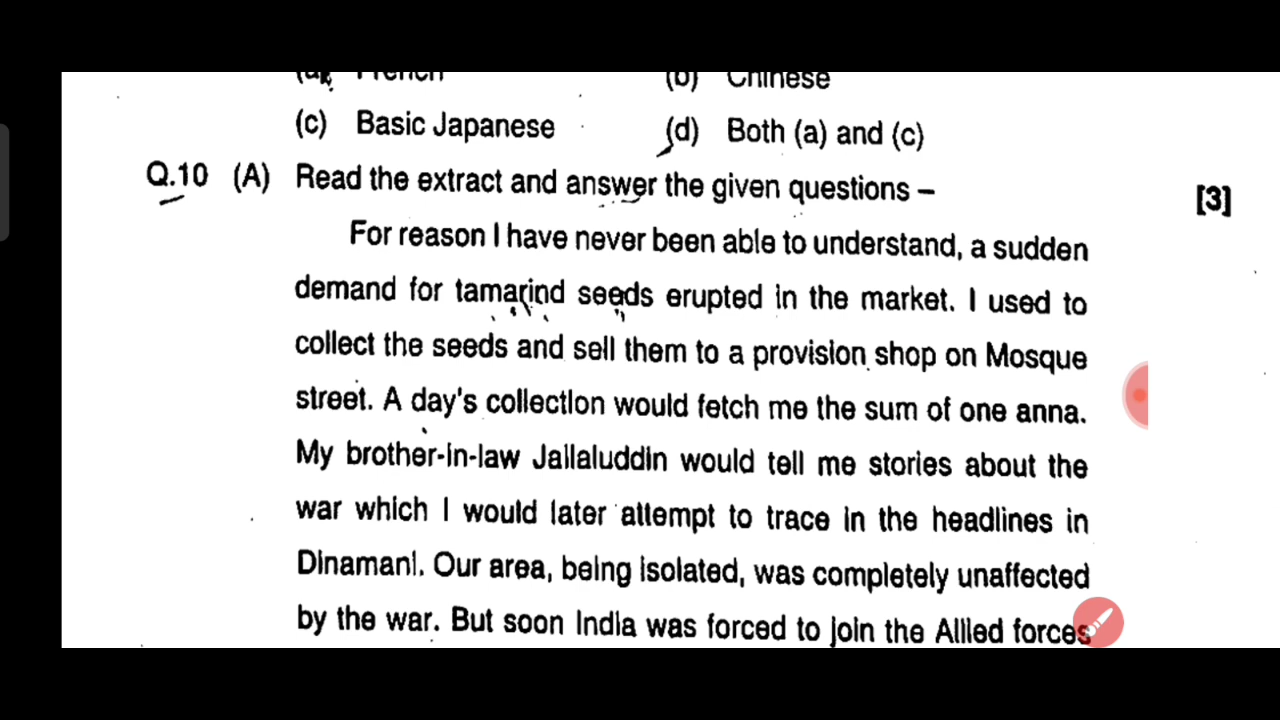 (a) French (b) Chinese
(c) Basic Japanese (d) Both (a) and (c)
Q.10 (A) Read the extract and answer the given questions – [3]
For reason I have never been able to understand, a sudden
demand for tamarind seeds erupted in the market. I used to
collect the seeds and sell them to a provision shop on Mosque
street. A day's collection would fetch me the sum of one anna.
My brother-in-law Jallaluddin would tell me stories about the
war which I would later attempt to trace in the headlines in
Dinamani. Our area, being isolated, was completely unaffected
by the war. But soon India was forced to join the Allied forces